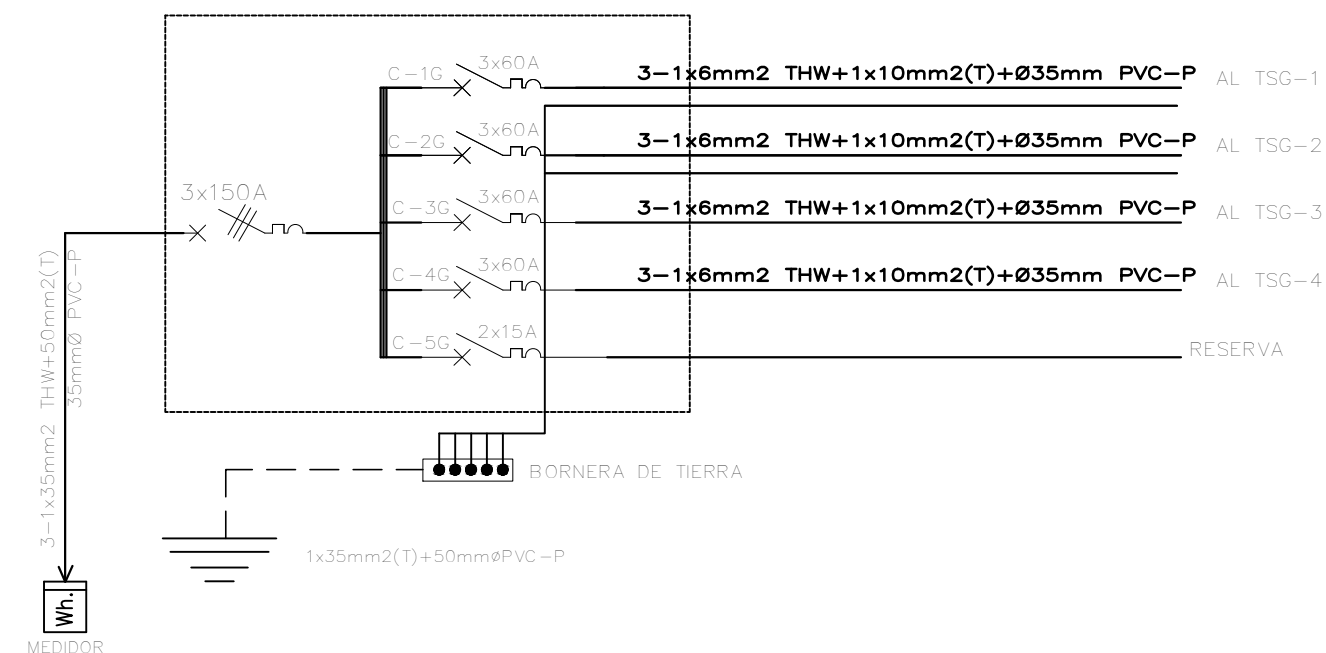 C-1G 3x60A 3-1x6mm2 THW+1x10mm2(T)+Ø35mm PVC-P AL TSG-1
C-2G 3x60A 3-1x6mm2 THW+1x10mm2(T)+Ø35mm PVC-P AL TSG-2
3x150A
C-3G 3x60A 3-1x6mm2 THW+1x10mm2(T)+Ø35mm PVC-P AL TSG-3
C-4G 3x60A 3-1x6mm2 THW+1x10mm2(T)+Ø35mm PVC-P AL TSG-4
C-5G 2x15A RESERVA
3-1x35mm2 THW+50mm2(T)
35mmØ PVC-P
BORNERA DE TIERRA
1x35mm2(T)+50mmøPVC-P
Wh.
MEDIDOR